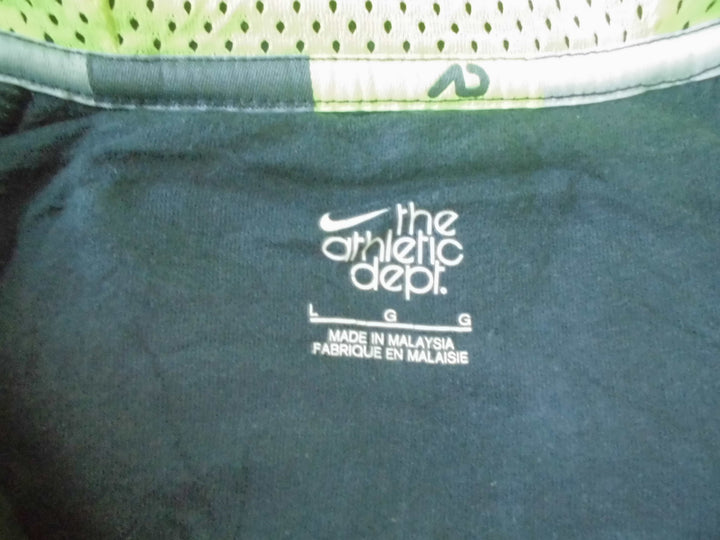 the
athletic
dept.
L G G
MADE IN MALAYSIA
FABRIQUE EN MALAISIE